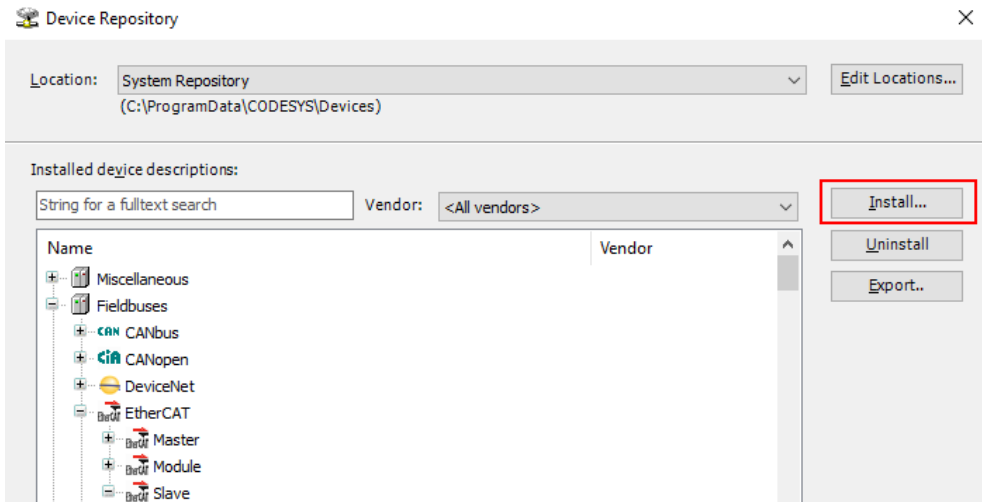 Device Repository
Location: System Repository Edit Locations...
(C:\ProgramData\CODESYS\Devices)
Installed device descriptions:
String for a fulltext search Vendor: <All vendors> Install...
Name Vendor Uninstall
Miscellaneous
Export..
Fieldbuses
CAN CANbus
CiA CANopen
DeviceNet
EtherCAT
Master
Module
Slave